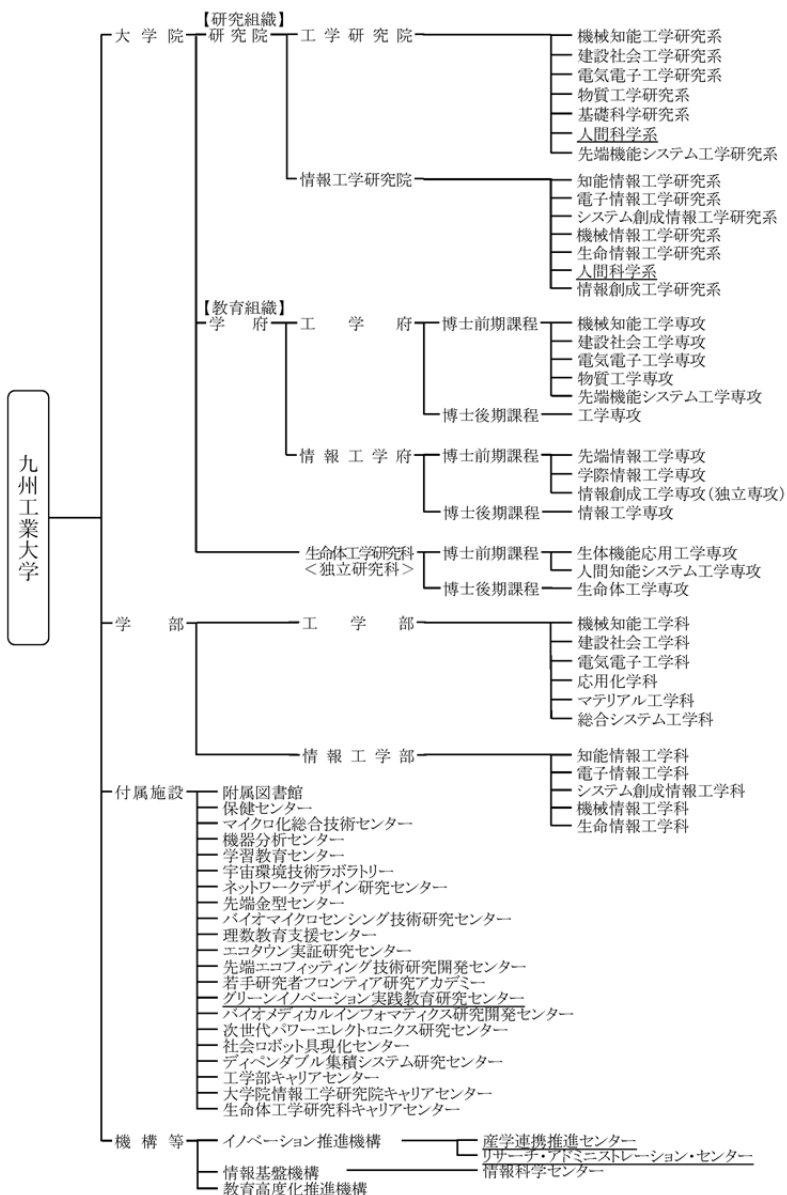 九州工業大学
大学院
【研究組織】
研究院
工学研究院
機械知能工学研究系
建設社会工学研究系
電気電子工学研究系
物質工学研究系
基礎科学研究系
人間科学系
先端機能システム工学研究系
情報工学研究院
知能情報工学研究系
電子情報工学研究系
システム創成情報工学研究系
機械情報工学研究系
生命情報工学研究系
人間科学系
情報創成工学研究系
【教育組織】
学府
工学府
博士前期課程
機械知能工学専攻
建設社会工学専攻
電気電子工学専攻
物質工学専攻
先端機能システム工学専攻
博士後期課程
工学専攻
情報工学府
博士前期課程
先端情報工学専攻
学際情報工学専攻
情報創成工学専攻(独立専攻)
博士後期課程
情報工学専攻
生命体工学研究科
<独立研究科>
博士前期課程
生体機能応用工学専攻
人間知能システム工学専攻
博士後期課程
生命体工学専攻
学部
工学部
機械知能工学科
建設社会工学科
電気電子工学科
応用化学科
マテリアル工学科
総合システム工学科
情報工学部
知能情報工学科
電子情報工学科
システム創成情報工学科
機械情報工学科
生命情報工学科
付属施設
附属図書館
保健センター
マイクロ化総合技術センター
機器分析センター
学習教育センター
宇宙環境技術ラボラトリー
ネットワークデザイン研究センター
先端金型センター
バイオマイクロセンシング技術研究センター
理数教育支援センター
エコタウン実証研究センター
先端エコフィッティング技術研究開発センター
若手研究者フロンティア研究アカデミー
グリーンイノベーション実践教育研究センター
バイオメディカルインフォマティクス研究開発センター
次世代パワーエレクトロニクス研究センター
社会ロボット具現化センター
ディペンダブル集積システム研究センター
工学部キャリアセンター
大学院情報工学研究院キャリアセンター
生命体工学研究科キャリアセンター
機構等
イノベーション推進機構
産学連携推進センター
リサーチ・アドミニストレーション・センター
情報基盤機構
情報科学センター
教育高度化推進機構